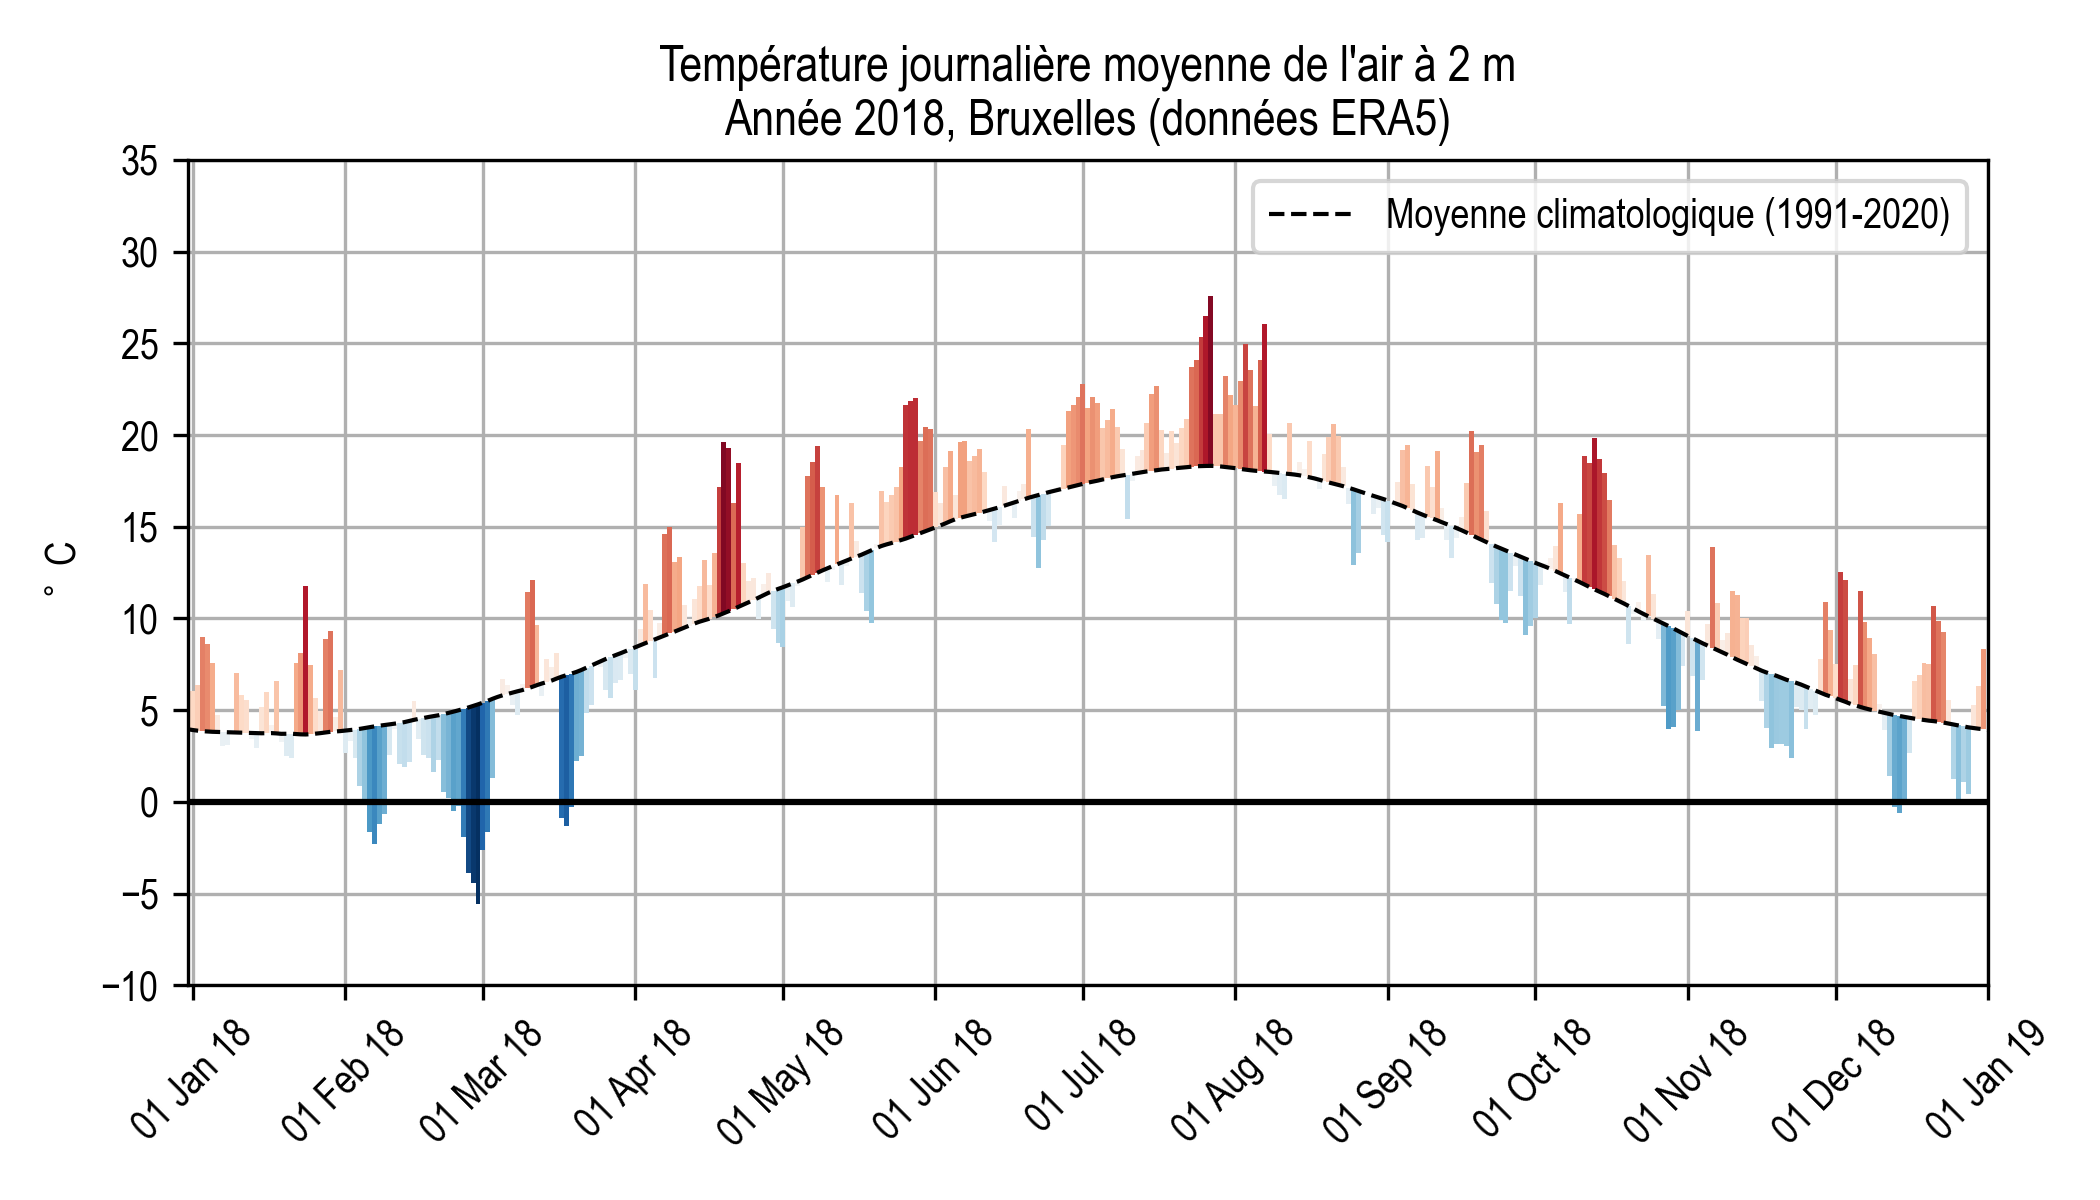 Température journalière moyenne de l'air à 2 m
Année 2018, Bruxelles (données ERA5)
Moyenne climatologique (1991-2020)
° C
35
30
25
20
15
10
5
0
−5
−10
01 Jan 18
01 Feb 18
01 Mar 18
01 Apr 18
01 May 18
01 Jun 18
01 Jul 18
01 Aug 18
01 Sep 18
01 Oct 18
01 Nov 18
01 Dec 18
01 Jan 19